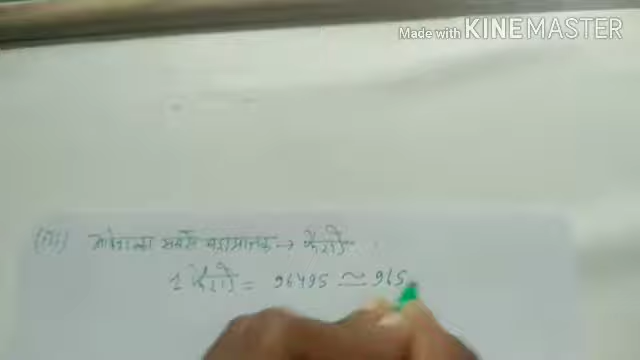 Made with KINEMASTER
(iii) आवेश का सबसे बड़ा मात्रक → फैराडे
1 फैराडे = 96495 ≃ 965